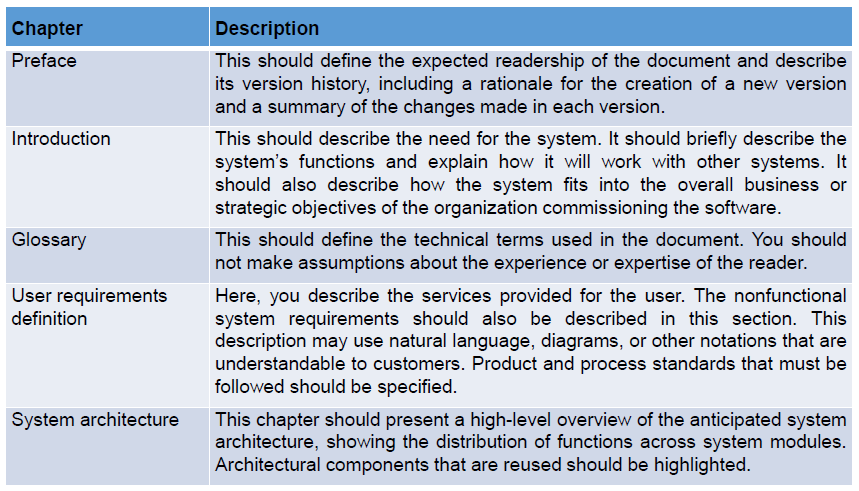 Chapter Description
Preface This should define the expected readership of the document and describe
its version history, including a rationale for the creation of a new version
and a summary of the changes made in each version.
Introduction This should describe the need for the system. It should briefly describe the
system’s functions and explain how it will work with other systems. It
should also describe how the system fits into the overall business or
strategic objectives of the organization commissioning the software.
Glossary This should define the technical terms used in the document. You should
not make assumptions about the experience or expertise of the reader.
User requirements Here, you describe the services provided for the user. The nonfunctional
definition system requirements should also be described in this section. This
description may use natural language, diagrams, or other notations that are
understandable to customers. Product and process standards that must be
followed should be specified.
System architecture This chapter should present a high-level overview of the anticipated system
architecture, showing the distribution of functions across system modules.
Architectural components that are reused should be highlighted.